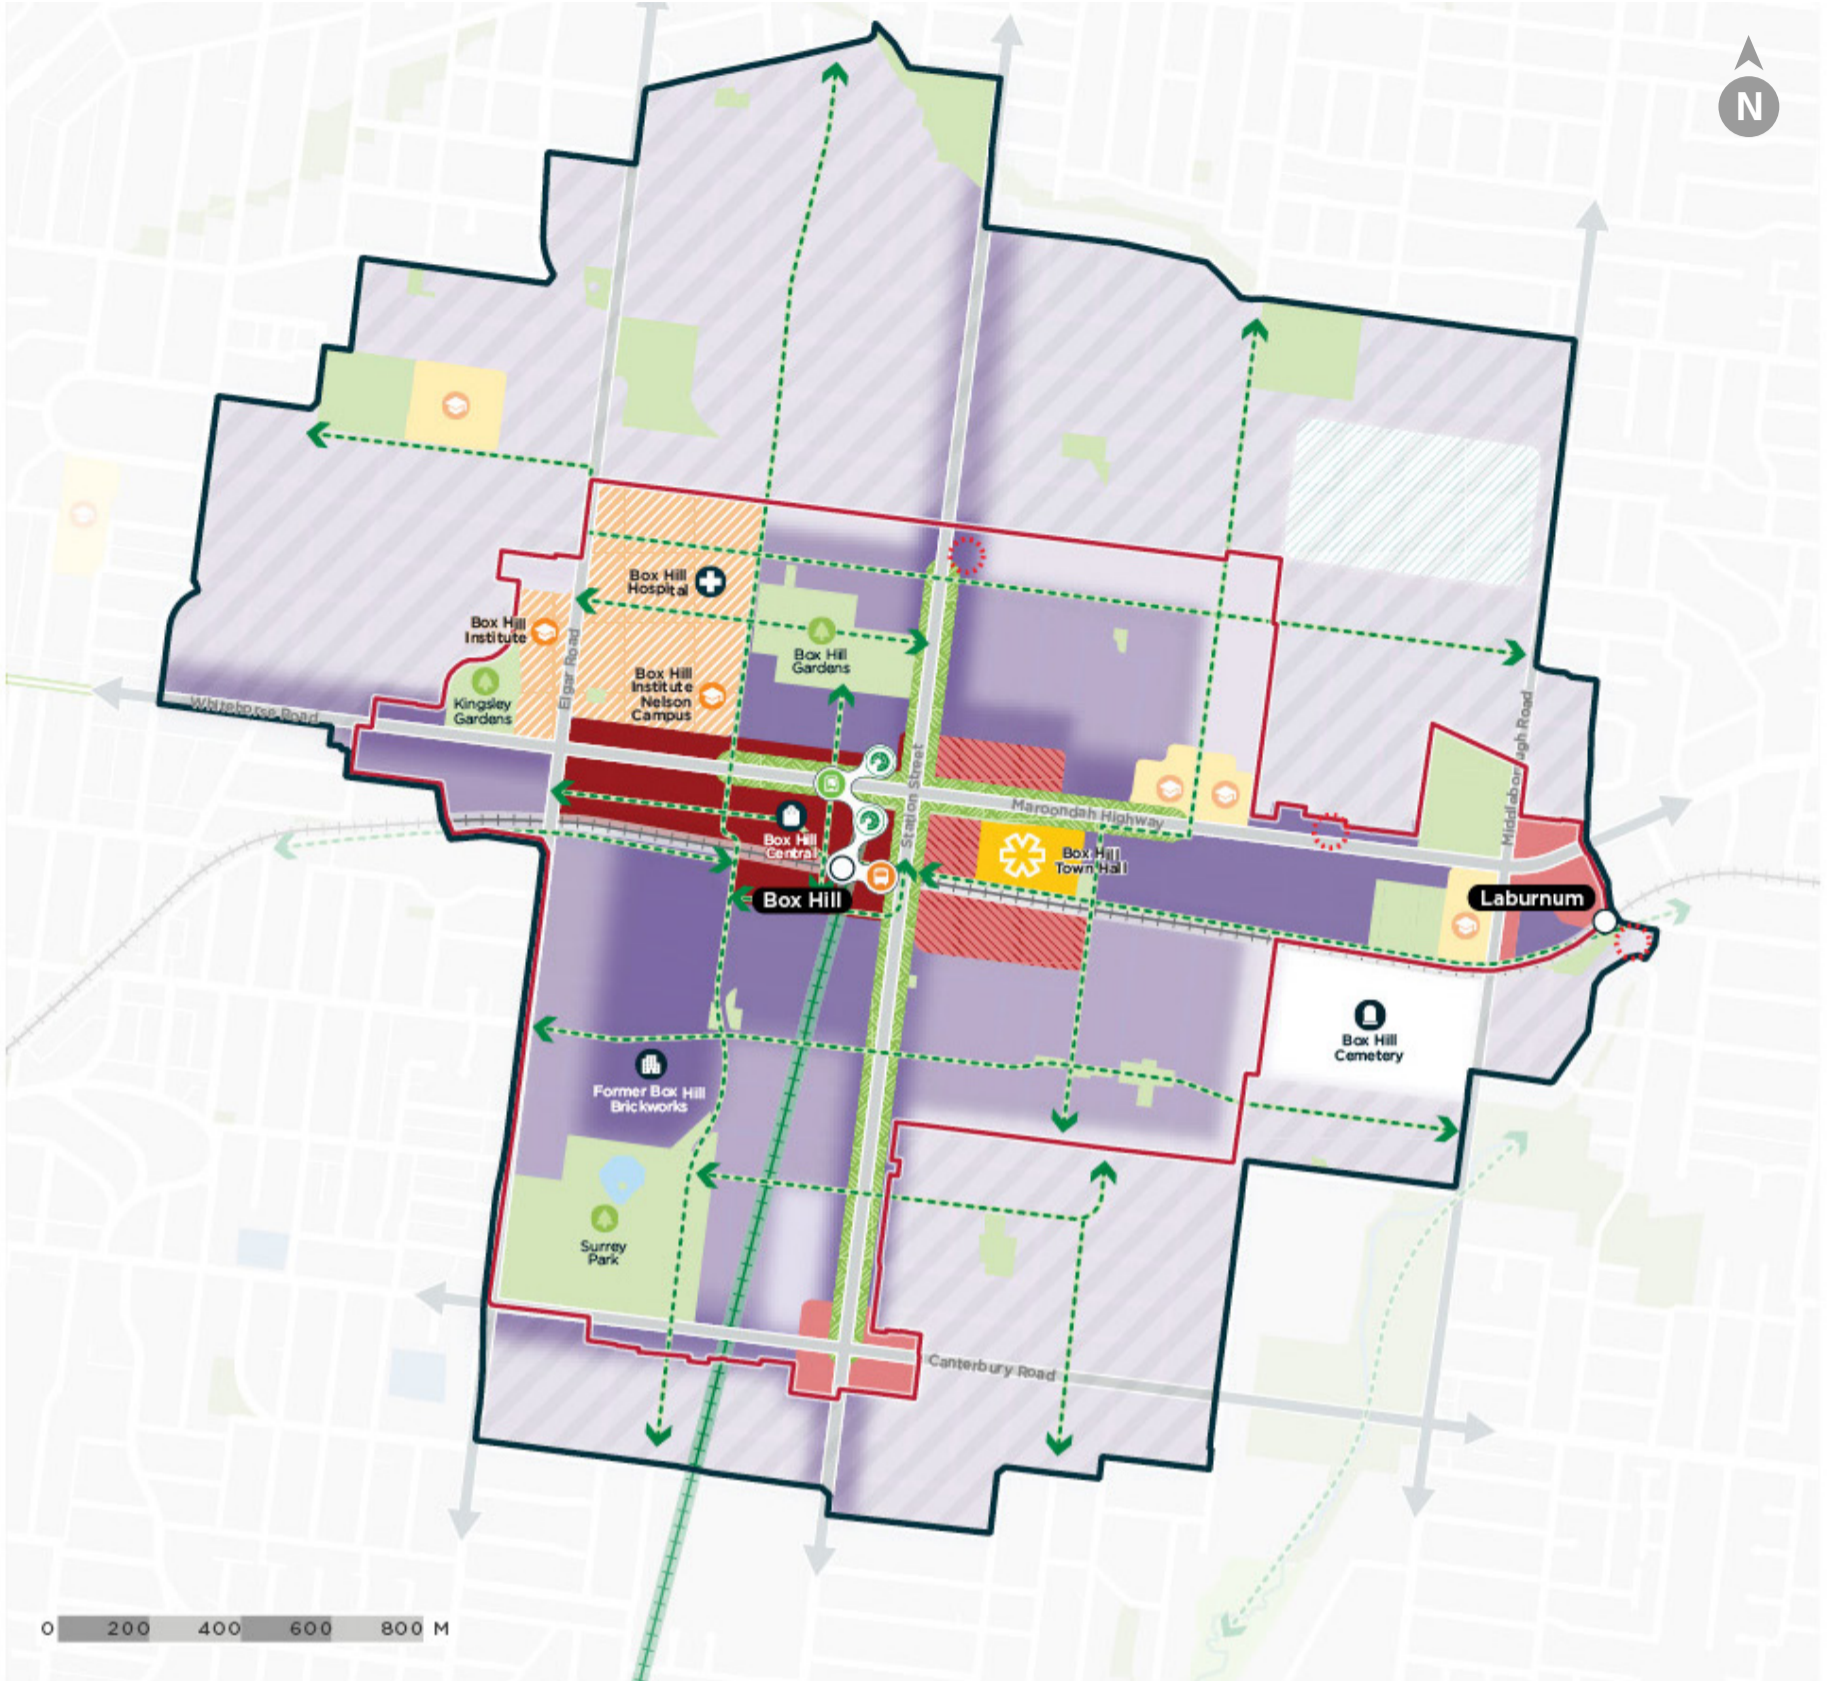 N
Box Hill
Hospital
Box Hill
Institute
Elgar Road
Box Hill
Gardens
Box Hill
Institute
Nelson
Campus
Kingsley
Gardens
Whitehorse Road
Station Street
Maroondah Highway
Middleborough Road
Box Hill
Central
Box Hill
Town Hall
Box Hill
Laburnum
Box Hill
Cemetery
Former Box Hill
Brickworks
Surrey
Park
Canterbury Road
0 200 400 600 800 M